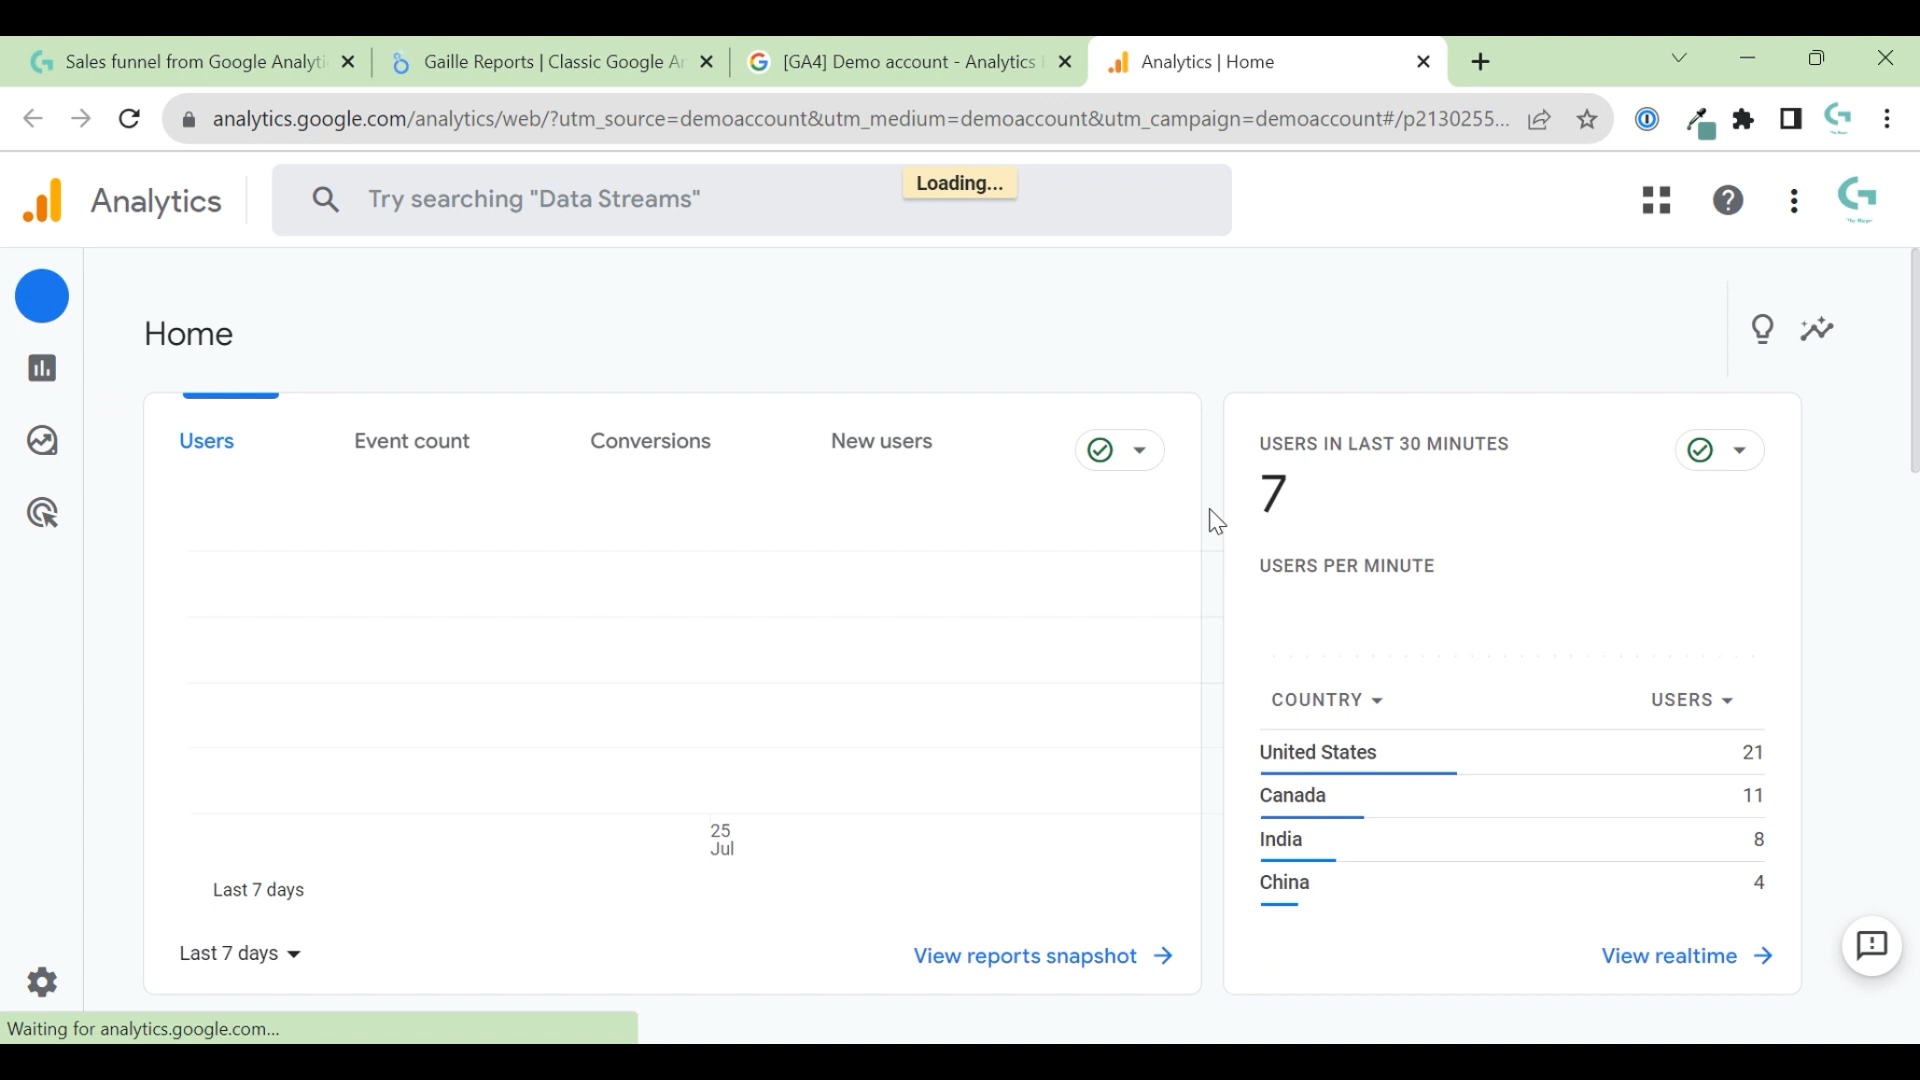 Sales funnel from Google Analyti
Gaille Reports | Classic Google Ar
[GA4] Demo account - Analytics
Analytics | Home
analytics.google.com/analytics/web/?utm_source=demoaccount&utm_medium=demoaccount&utm_campaign=demoaccount#/p2130255...
Analytics
Try searching "Data Streams"
Loading...
Home
Users
Event count
Conversions
New users
25
Jul
Last 7 days
Last 7 days
View reports snapshot
USERS IN LAST 30 MINUTES
7
USERS PER MINUTE
COUNTRY
USERS
United States 21
Canada 11
India 8
China 4
View realtime
Waiting for analytics.google.com...